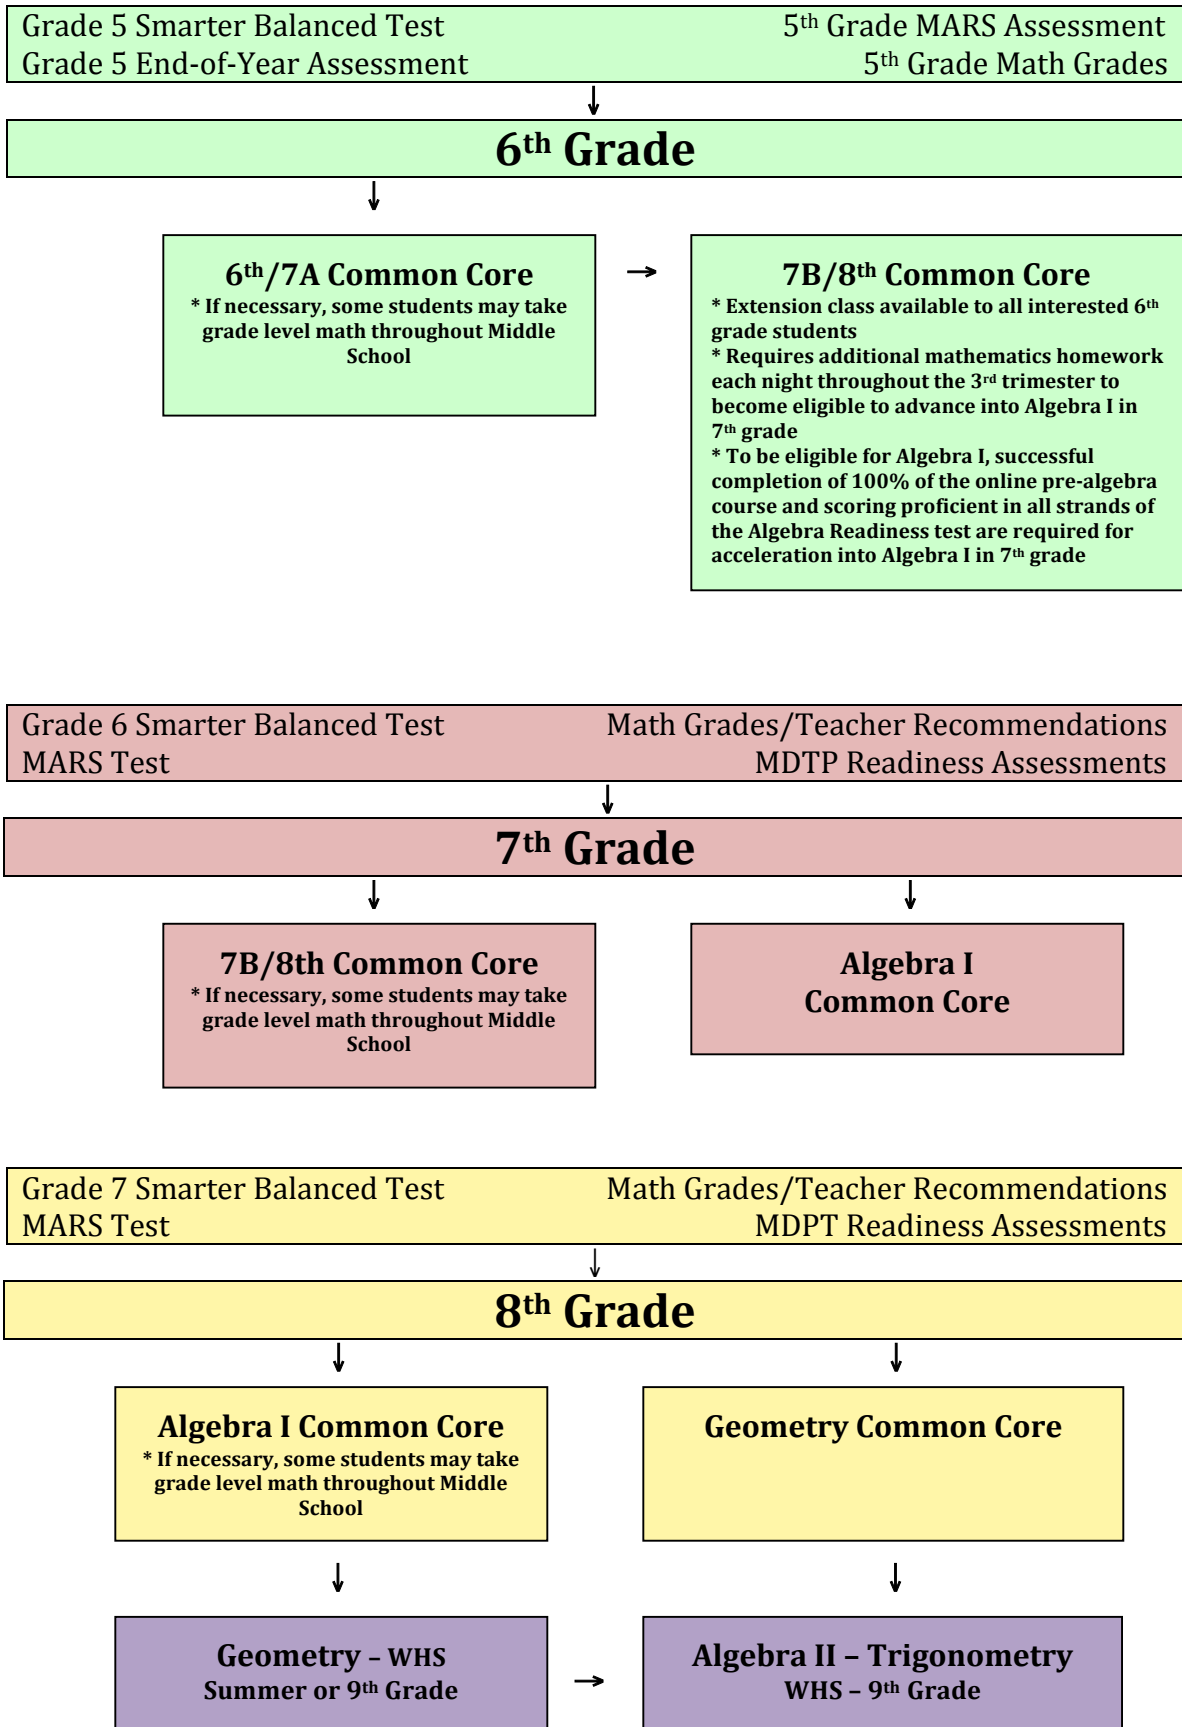 Grade 5 Smarter Balanced Test 5th Grade MARS Assessment
Grade 5 End-of-Year Assessment 5th Grade Math Grades
6th Grade
6th/7A Common Core
* If necessary, some students may take
grade level math throughout Middle
School
7B/8th Common Core
* Extension class available to all interested 6th
grade students
* Requires additional mathematics homework
each night throughout the 3rd trimester to
become eligible to advance into Algebra I in
7th grade
* To be eligible for Algebra I, successful
completion of 100% of the online pre-algebra
course and scoring proficient in all strands of
the Algebra Readiness test are required for
acceleration into Algebra I in 7th grade
Grade 6 Smarter Balanced Test Math Grades/Teacher Recommendations
MARS Test MDTP Readiness Assessments
7th Grade
7B/8th Common Core
* If necessary, some students may take
grade level math throughout Middle
School
Algebra I
Common Core
Grade 7 Smarter Balanced Test Math Grades/Teacher Recommendations
MARS Test MDPT Readiness Assessments
8th Grade
Algebra I Common Core
* If necessary, some students may take
grade level math throughout Middle
School
Geometry Common Core
Geometry – WHS
Summer or 9th Grade
Algebra II – Trigonometry
WHS – 9th Grade